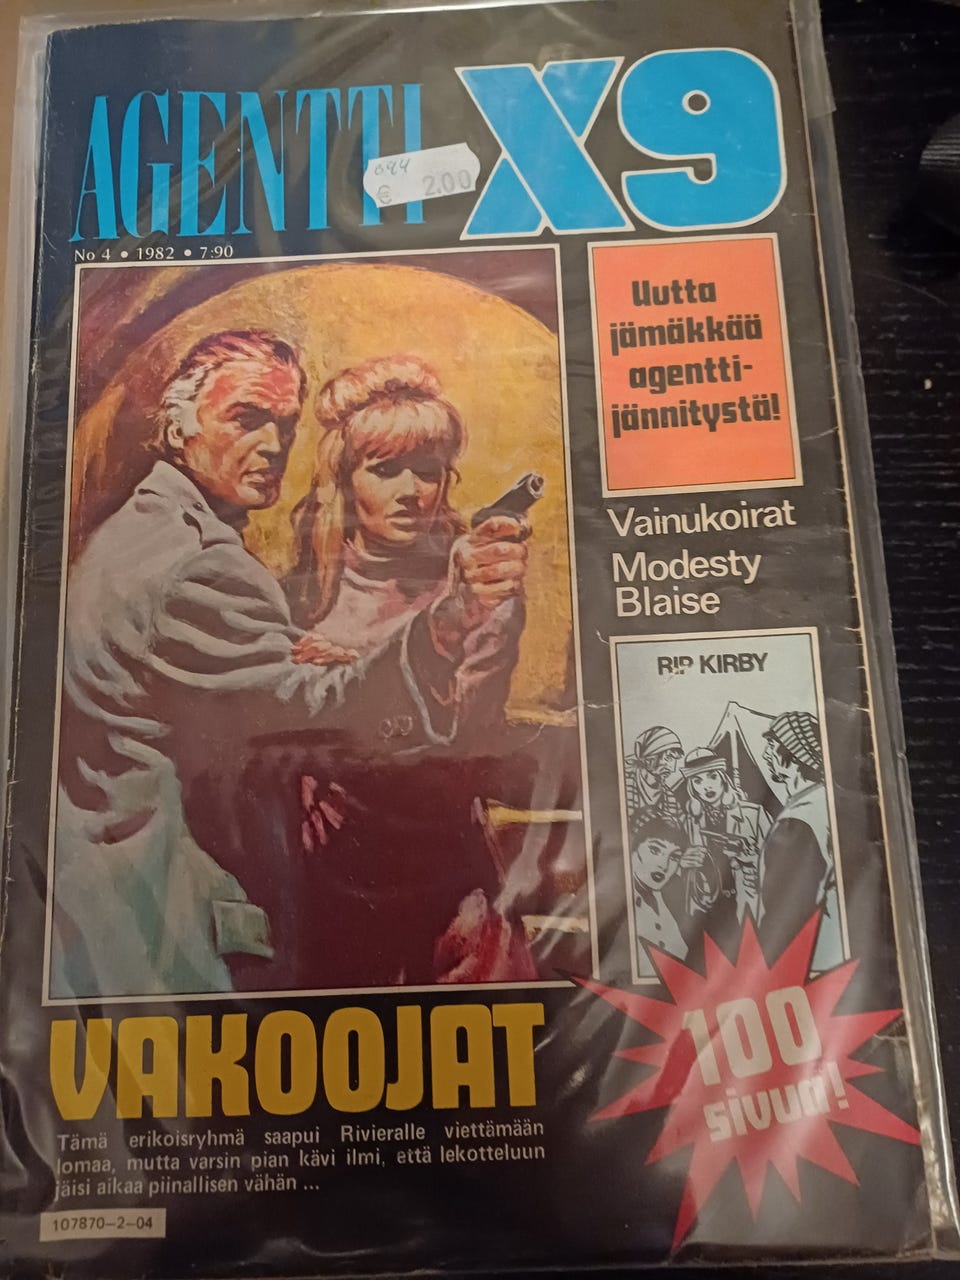 AGENTTI X9
694
€ 2.00
No 4 • 1982 • 7:90
Uutta
jämäkkää
agentti-
jännitystä!
Vainukoirat
Modesty
Blaise
RIP KIRBY
100
sivua!
VAKOOJAT
Tämä erikoisryhmä saapui Rivieralle viettämään
lomaa, mutta varsin pian kävi ilmi, että lekotteluun
jäisi aikaa piinallisen vähän ...
107870-2-04